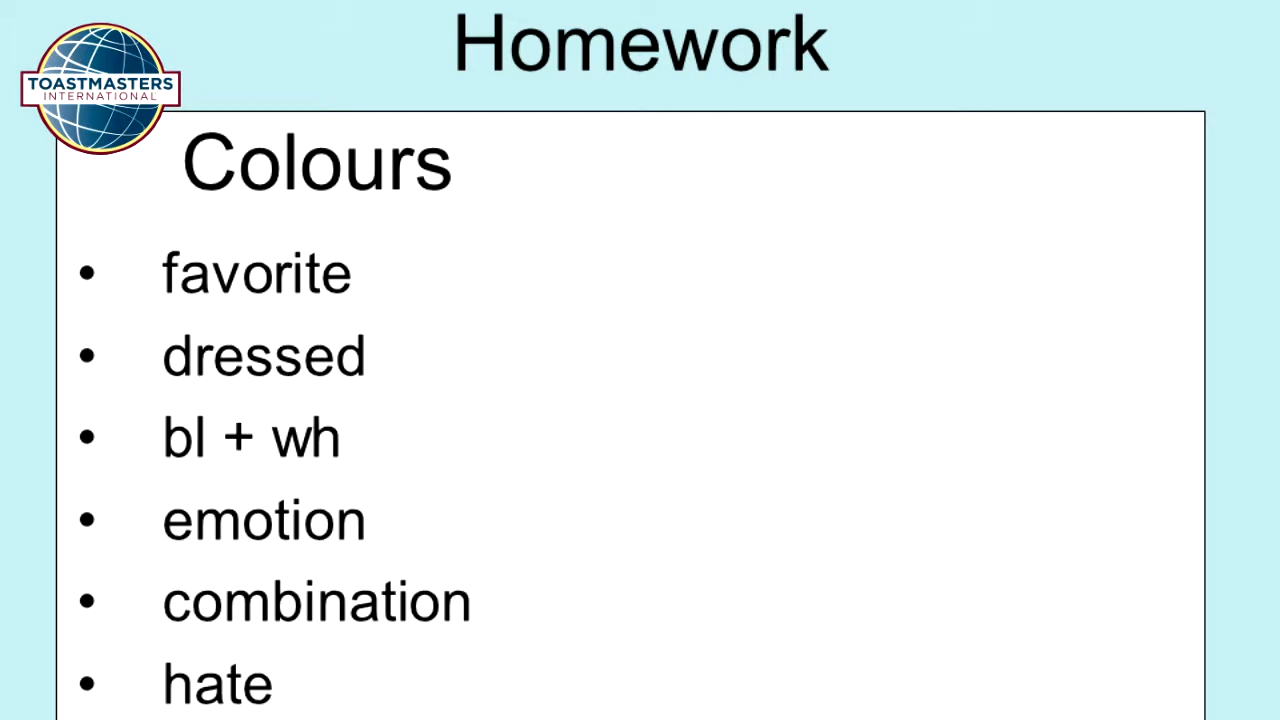 Homework
TOASTMASTERS
INTERNATIONAL
Colours
• favorite
• dressed
• bl + wh
• emotion
• combination
• hate